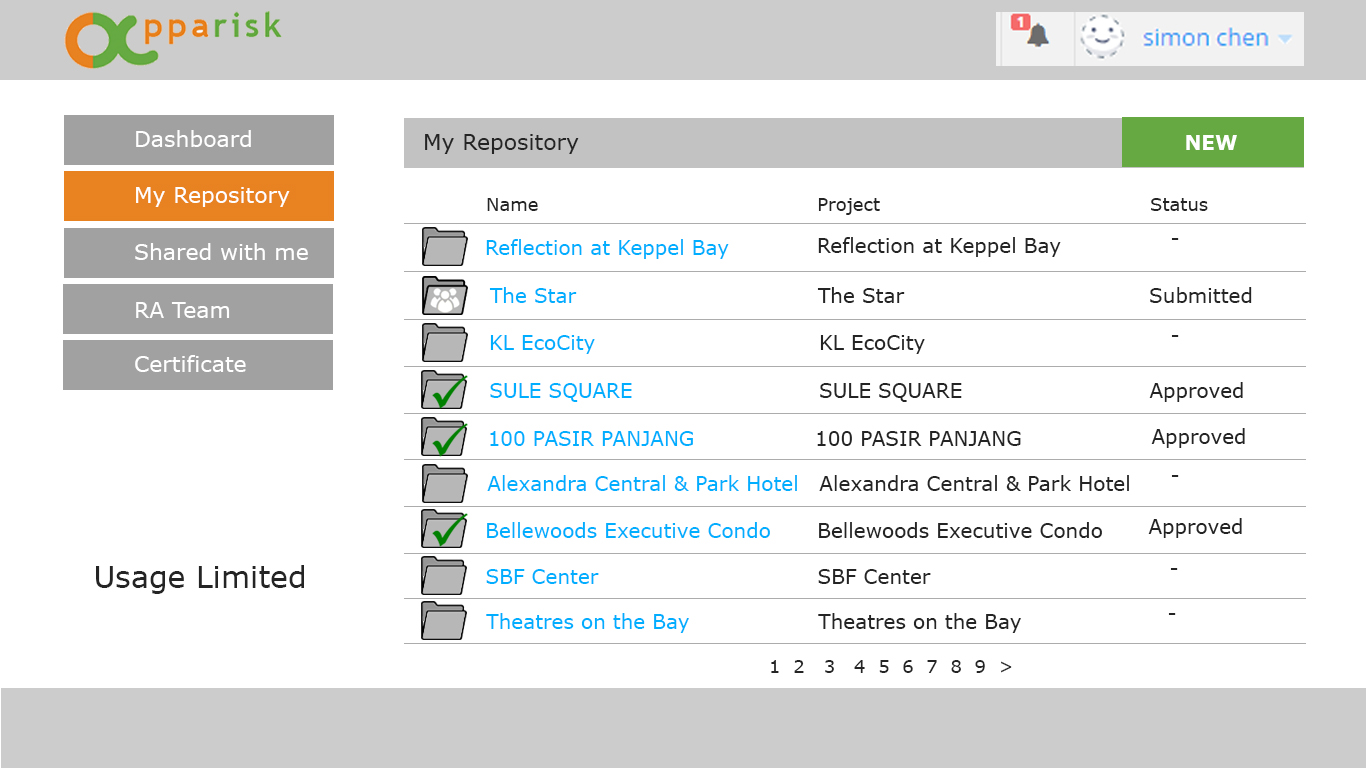 pparisk
1
simon chen
Dashboard
My Repository
Shared with me
RA Team
Certificate
Usage Limited
My Repository NEW
Name Project Status
Reflection at Keppel Bay Reflection at Keppel Bay -
The Star The Star Submitted
KL EcoCity KL EcoCity -
SULE SQUARE SULE SQUARE Approved
100 PASIR PANJANG 100 PASIR PANJANG Approved
Alexandra Central & Park Hotel Alexandra Central & Park Hotel -
Bellewoods Executive Condo Bellewoods Executive Condo Approved
SBF Center SBF Center -
Theatres on the Bay Theatres on the Bay -
1 2 3 4 5 6 7 8 9 >